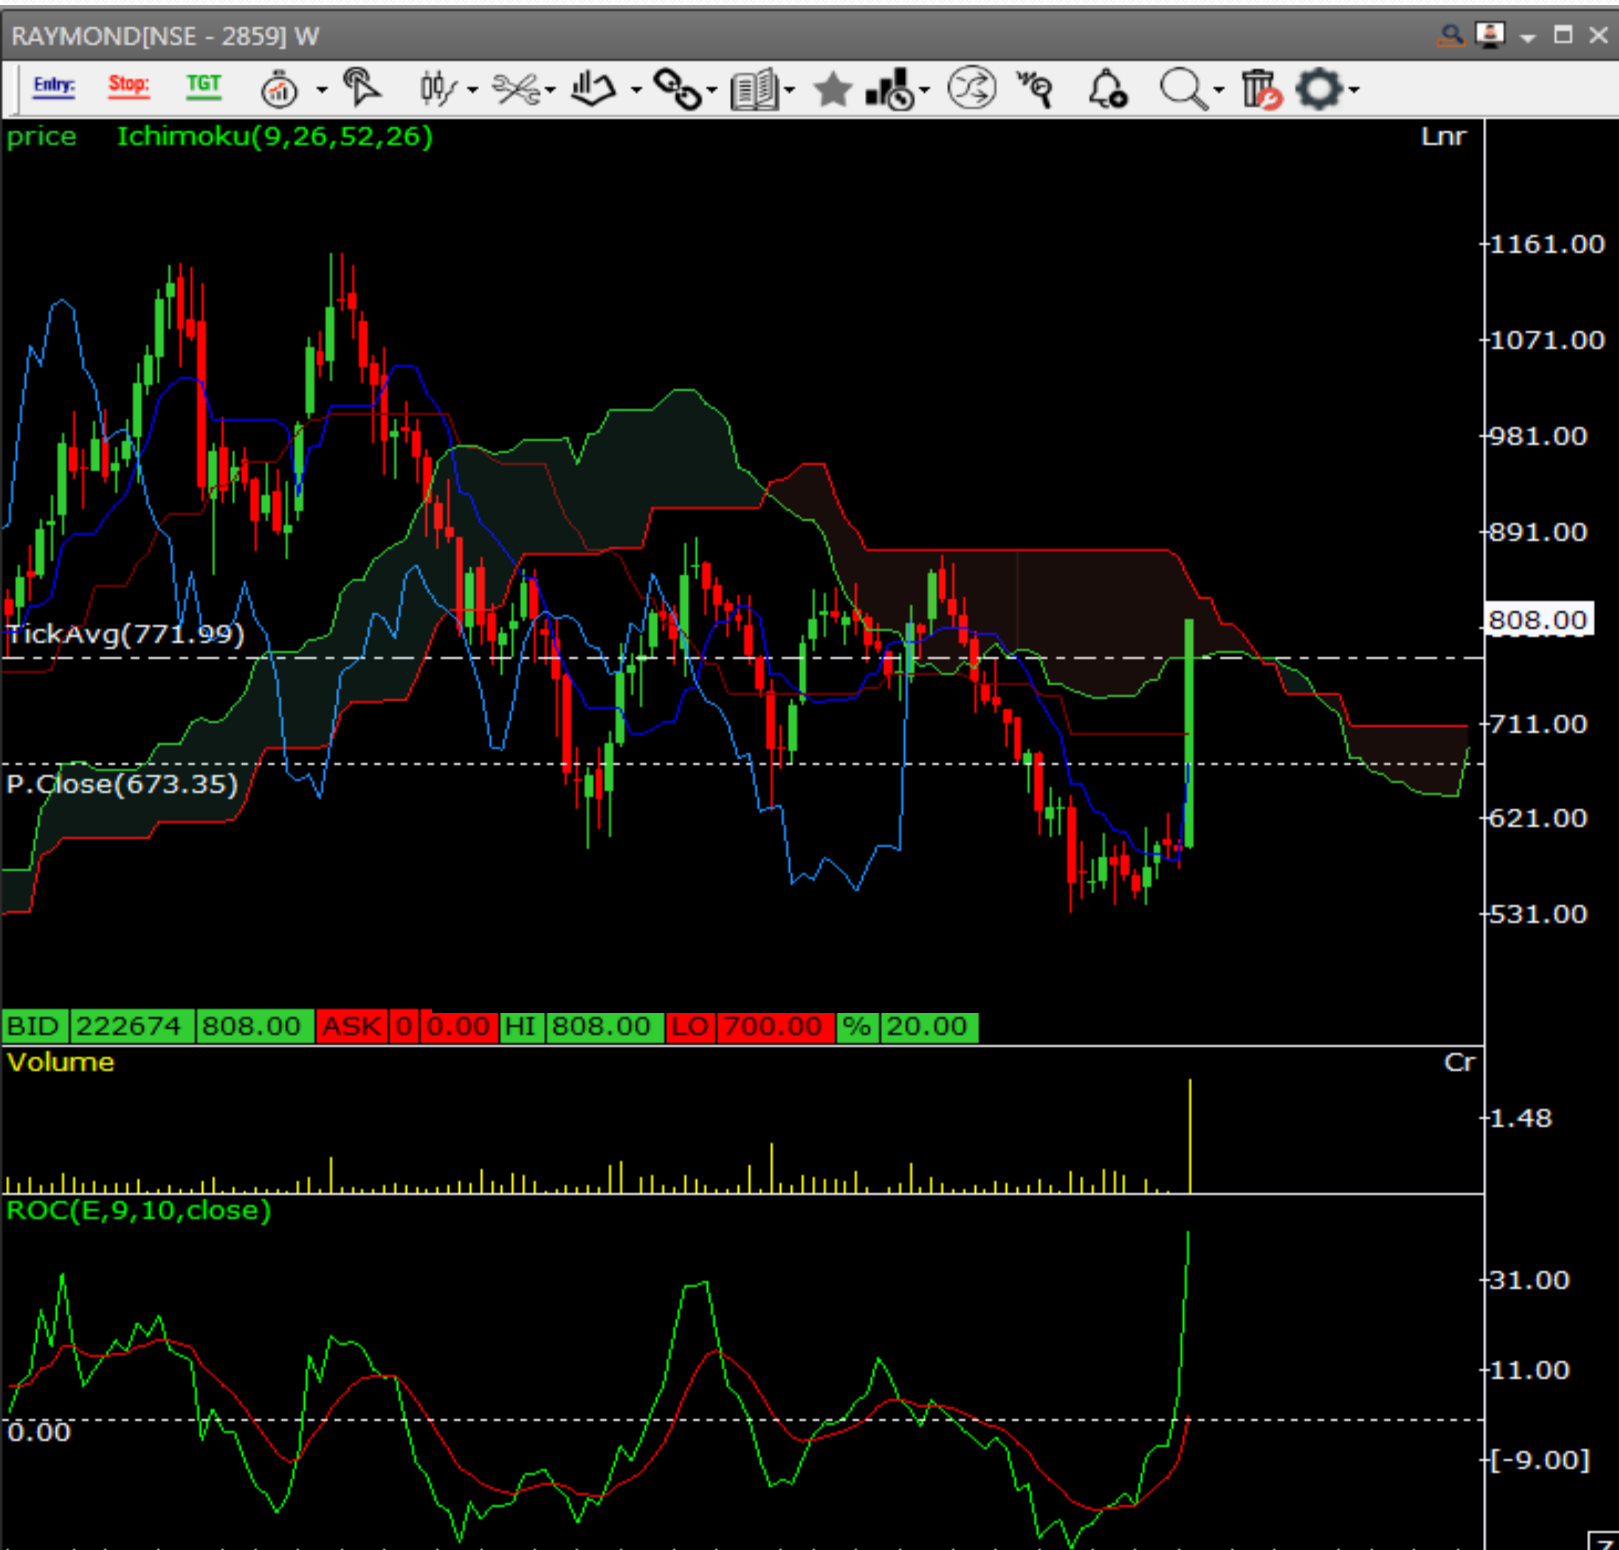 RAYMOND[NSE - 2859] W
Entry: Stop: TGT
price Ichimoku(9,26,52,26) Lnr
1161.00
1071.00
981.00
891.00
808.00
TickAvg(771.99)
711.00
P.Close(673.35)
621.00
531.00
BID 222674 808.00 ASK 0 0.00 HI 808.00 LO 700.00 % 20.00
Volume Cr
1.48
ROC(E,9,10,close)
31.00
11.00
0.00
[-9.00]